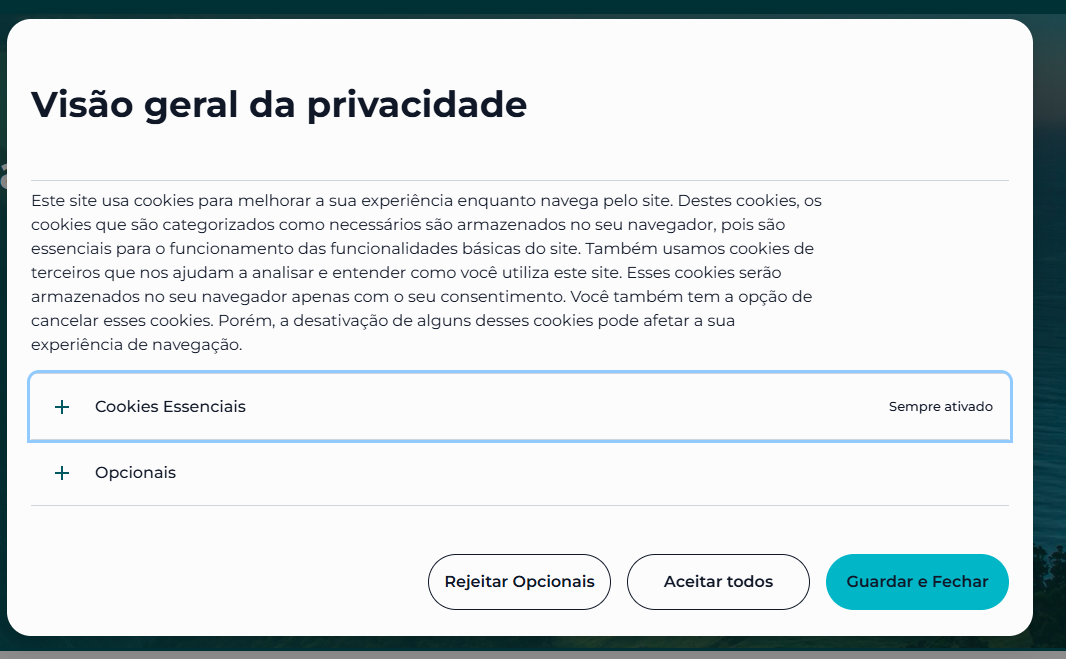 Visão geral da privacidade
Este site usa cookies para melhorar a sua experiência enquanto navega pelo site. Destes cookies, os
cookies que são categorizados como necessários são armazenados no seu navegador, pois são
essenciais para o funcionamento das funcionalidades básicas do site. Também usamos cookies de
terceiros que nos ajudam a analisar e entender como você utiliza este site. Esses cookies serão
armazenados no seu navegador apenas com o seu consentimento. Você também tem a opção de
cancelar esses cookies. Porém, a desativação de alguns desses cookies pode afetar a sua
experiência de navegação.
Cookies Essenciais Sempre ativado
Opcionais
Rejeitar Opcionais Aceitar todos Guardar e Fechar